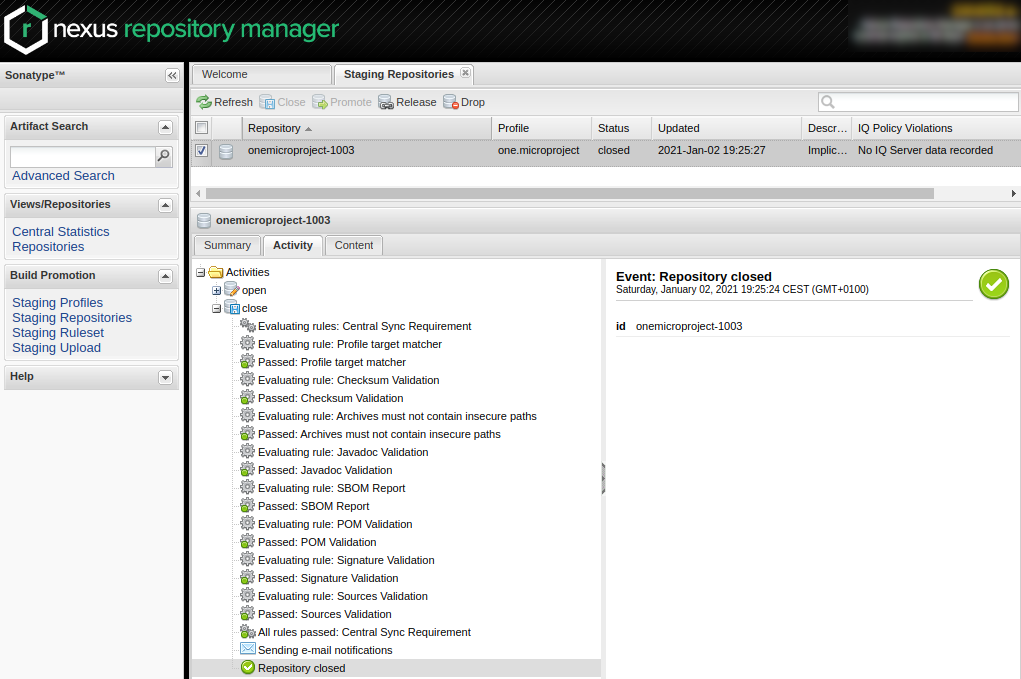 nexus repository manager
Sonatype™
Artifact Search
Advanced Search
Views/Repositories
Central Statistics
Repositories
Build Promotion
Staging Profiles
Staging Repositories
Staging Ruleset
Staging Upload
Help
Welcome
Staging Repositories
Refresh Close Promote Release Drop
Repository Profile Status Updated Descr... IQ Policy Violations
onemicroproject-1003 one.microproject closed 2021-Jan-02 19:25:27 Implic... No IQ Server data recorded
onemicroproject-1003
Summary Activity Content
Activities
open
close
Evaluating rules: Central Sync Requirement
Evaluating rule: Profile target matcher
Passed: Profile target matcher
Evaluating rule: Checksum Validation
Passed: Checksum Validation
Evaluating rule: Archives must not contain insecure paths
Passed: Archives must not contain insecure paths
Evaluating rule: Javadoc Validation
Passed: Javadoc Validation
Evaluating rule: SBOM Report
Passed: SBOM Report
Evaluating rule: POM Validation
Passed: POM Validation
Evaluating rule: Signature Validation
Passed: Signature Validation
Evaluating rule: Sources Validation
Passed: Sources Validation
All rules passed: Central Sync Requirement
Sending e-mail notifications
Repository closed
Event: Repository closed
Saturday, January 02, 2021 19:25:24 CEST (GMT+0100)
id onemicroproject-1003